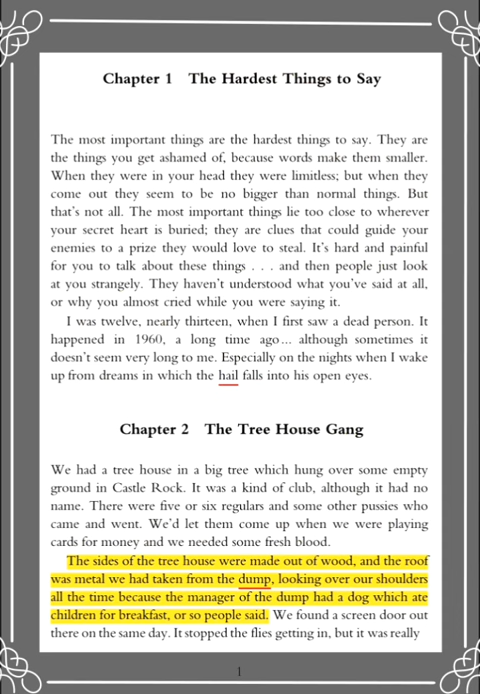 Chapter 1 The Hardest Things to Say
The most important things are the hardest things to say. They are
the things you get ashamed of, because words make them smaller.
When they were in your head they were limitless; but when they
come out they seem to be no bigger than normal things. But
that's not all. The most important things lie too close to wherever
your secret heart is buried; they are clues that could guide your
enemies to a prize they would love to steal. It's hard and painful
for you to talk about these things . . . and then people just look
at you strangely. They haven't understood what you've said at all,
or why you almost cried while you were saying it.
I was twelve, nearly thirteen, when I first saw a dead person. It
happened in 1960, a long time ago... although sometimes it
doesn't seem very long to me. Especially on the nights when I wake
up from dreams in which the hail falls into his open eyes.
Chapter 2 The Tree House Gang
We had a tree house in a big tree which hung over some empty
ground in Castle Rock. It was a kind of club, although it had no
name. There were five or six regulars and some other pussies who
came and went. We'd let them come up when we were playing
cards for money and we needed some fresh blood.
The sides of the tree house were made out of wood, and the roof
was metal we had taken from the dump, looking over our shoulders
all the time because the manager of the dump had a dog which ate
children for breakfast, or so people said. We found a screen door out
there on the same day. It stopped the flies getting in, but it was really
1